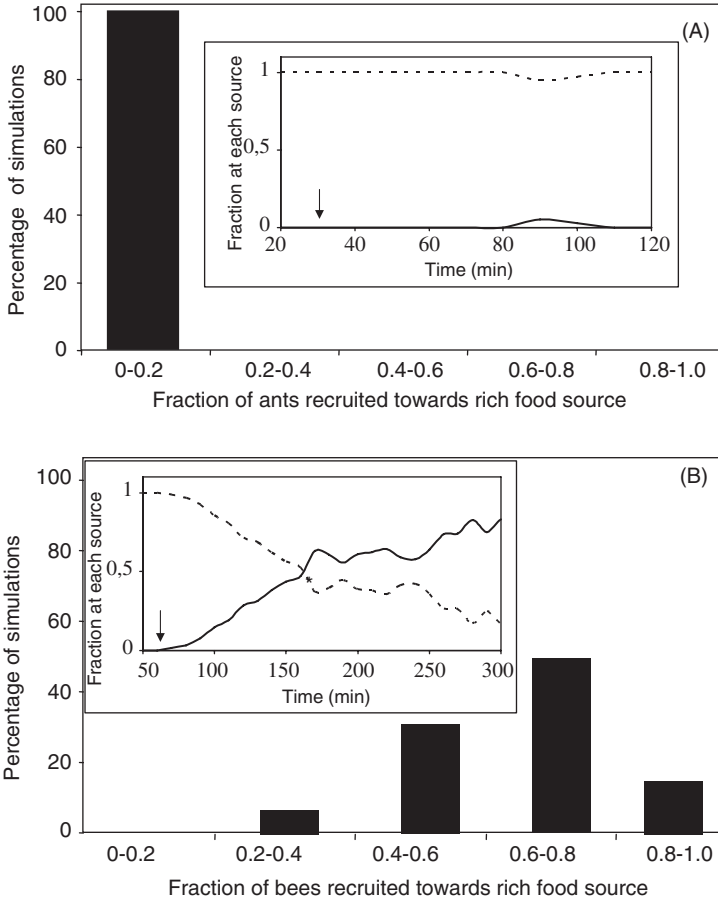 (A)
Percentage of simulations
100
80
60
40
20
0
0-0.2 0.2-0.4 0.4-0.6 0.6-0.8 0.8-1.0
Fraction of ants recruited towards rich food source
Fraction at each source
1
0,5
0
20 40 60 80 100 120
Time (min)
(B)
Percentage of simulations
100
80
60
40
20
0
0-0.2 0.2-0.4 0.4-0.6 0.6-0.8 0.8-1.0
Fraction of bees recruited towards rich food source
Fraction at each source
1
0,5
*
0
50 100 150 200 250 300
Time (min)